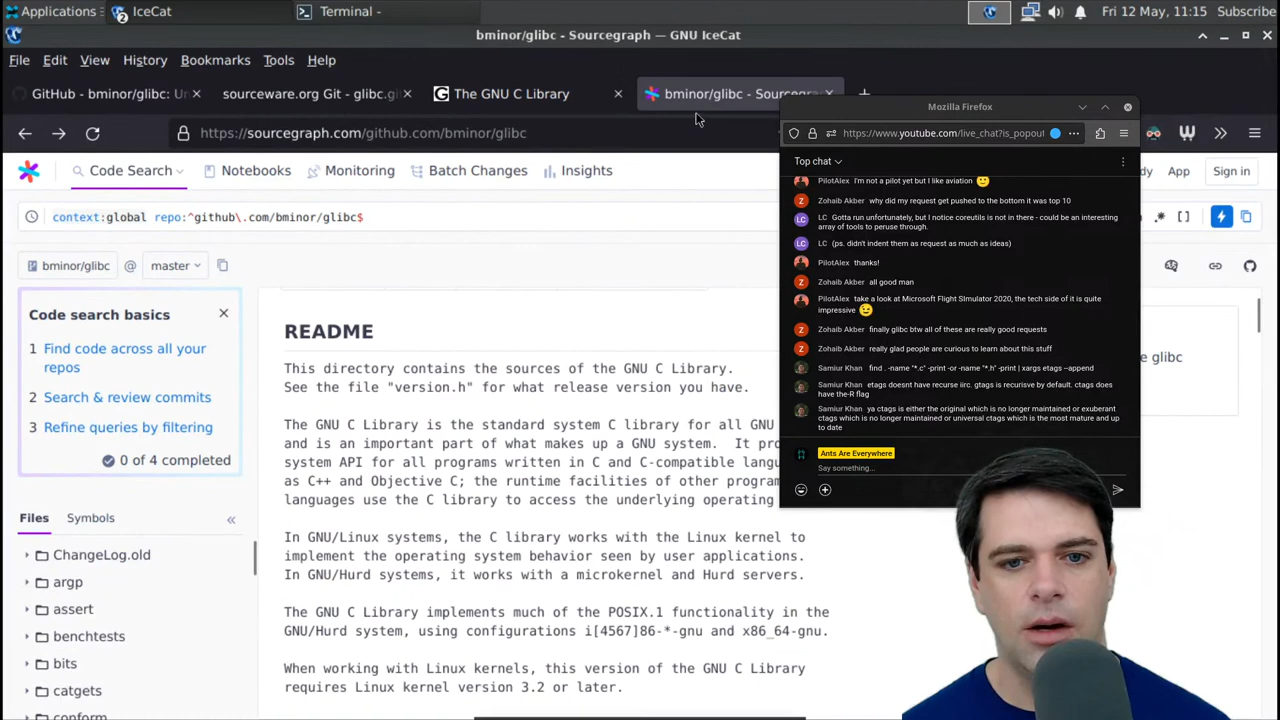 Applications
2
IceCat
Terminal -
Fri 12 May, 11:15
Subscribe
bminor/glibc - Sourcegraph — GNU IceCat
File
Edit
View
History
Bookmarks
Tools
Help
GitHub - bminor/glibc: Un
sourceware.org Git - glibc.gi
The GNU C Library
bminor/glibc - Sourcegra
https://sourcegraph.com/github.com/bminor/glibc
Code Search
Notebooks
Monitoring
Batch Changes
Insights
dy
App
Sign in
context:global repo:^github\.com/bminor/glibc$
.*
[]
bminor/glibc
@
master
Code search basics
1 Find code across all your
repos
2 Search & review commits
3 Refine queries by filtering
0 of 4 completed
Files
Symbols
ChangeLog.old
argp
assert
benchtests
bits
catgets
conform
README
This directory contains the sources of the GNU C Library.
See the file "version.h" for what release version you have.
The GNU C Library is the standard system C library for all GNU
and is an important part of what makes up a GNU system. It pro
system API for all programs written in C and C-compatible langu
as C++ and Objective C; the runtime facilities of other program
languages use the C library to access the underlying operating
In GNU/Linux systems, the C library works with the Linux kernel to
implement the operating system behavior seen by user applications.
In GNU/Hurd systems, it works with a microkernel and Hurd servers.
The GNU C Library implements much of the POSIX.1 functionality in the
GNU/Hurd system, using configurations i[4567]86-*-gnu and x86_64-gnu.
When working with Linux kernels, this version of the GNU C Library
requires Linux kernel version 3.2 or later.
e glibc
Mozilla Firefox
https://www.youtube.com/live_chat?is_popout
Top chat
PilotAlex I'm not a pilot yet but I like aviation
Z Zohaib Akber why did my request get pushed to the bottom it was top 10
LC LC Gotta run unfortunately, but I notice coreutils is not in there - could be an interesting
array of tools to peruse through.
LC LC (ps. didn't indent them as request as much as ideas)
PilotAlex thanks!
Z Zohaib Akber all good man
PilotAlex take a look at Microsoft Flight SImulator 2020, the tech side of it is quite
impressive
Z Zohaib Akber finally glibc btw all of these are really good requests
Z Zohaib Akber really glad people are curious to learn about this stuff
Samiur Khan find . -name "*.c" -print -or -name "*.h" -print | xargs etags --append
Samiur Khan etags doesnt have recurse iirc. gtags is recurisve by default. ctags does
have the-R flag
Samiur Khan ya ctags is either the original which is no longer maintained or exuberant
ctags which is no longer maintained or universal ctags which is the most mature and up
to date
Ants Are Everywhere
Say something...